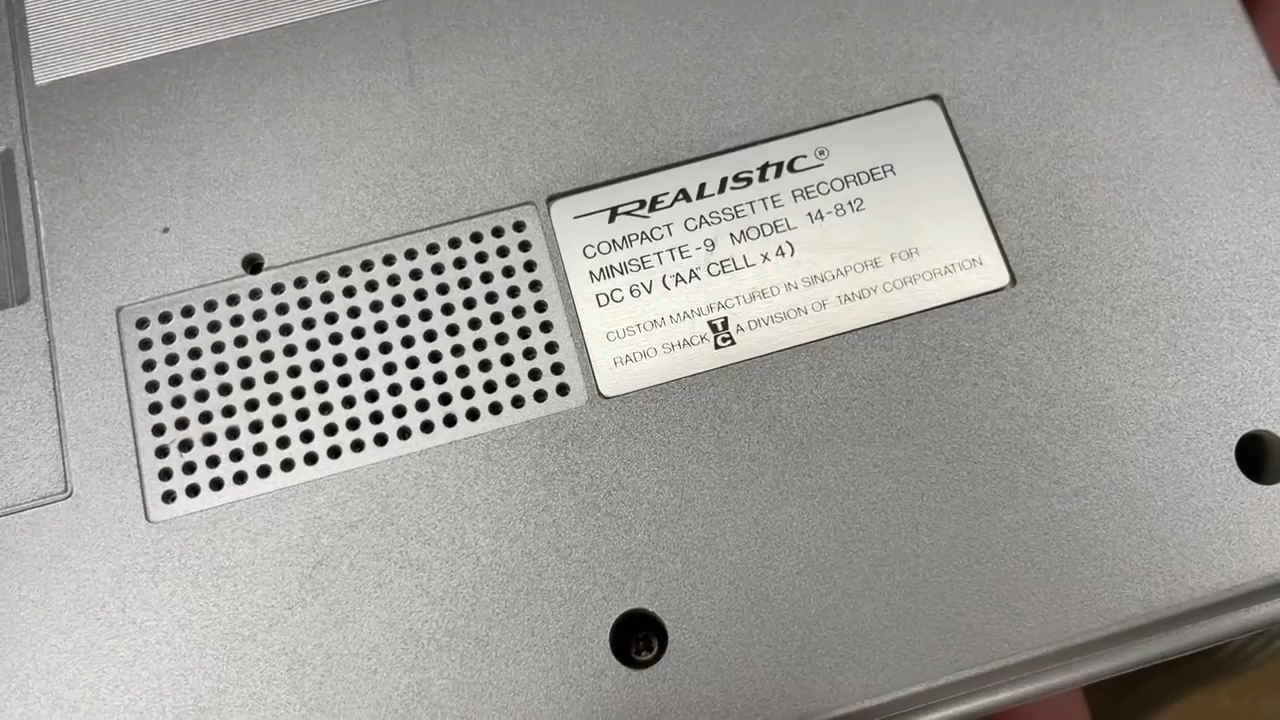 REALISTIC®
COMPACT CASSETTE RECORDER
MINISETTE-9 MODEL 14-812
DC 6V ("AA" CELL x 4)
CUSTOM MANUFACTURED IN SINGAPORE FOR
RADIO SHACK TC A DIVISION OF TANDY CORPORATION